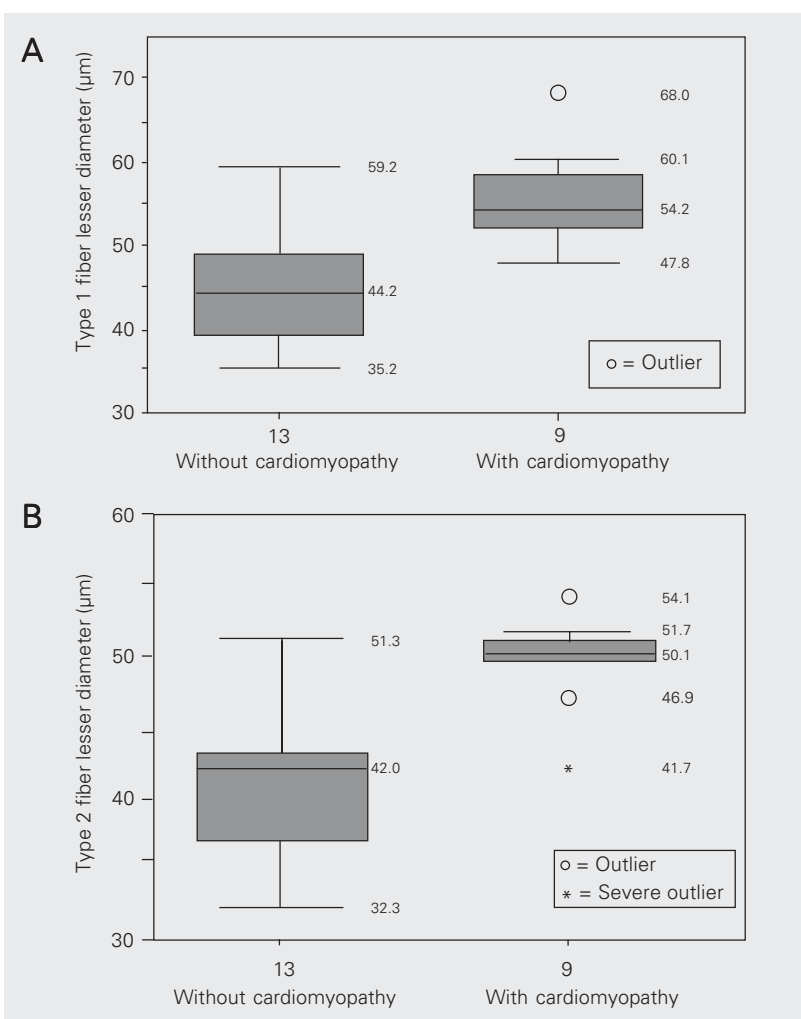 A
Type 1 fiber lesser diameter (µm)
70
60
50
40
30
59.2
44.2
35.2
68.0
60.1
54.2
47.8
○ = Outlier
13
Without cardiomyopathy
9
With cardiomyopathy
B
Type 2 fiber lesser diameter (µm)
60
50
40
30
51.3
42.0
32.3
54.1
51.7
50.1
46.9
41.7
○ = Outlier
* = Severe outlier
13
Without cardiomyopathy
9
With cardiomyopathy